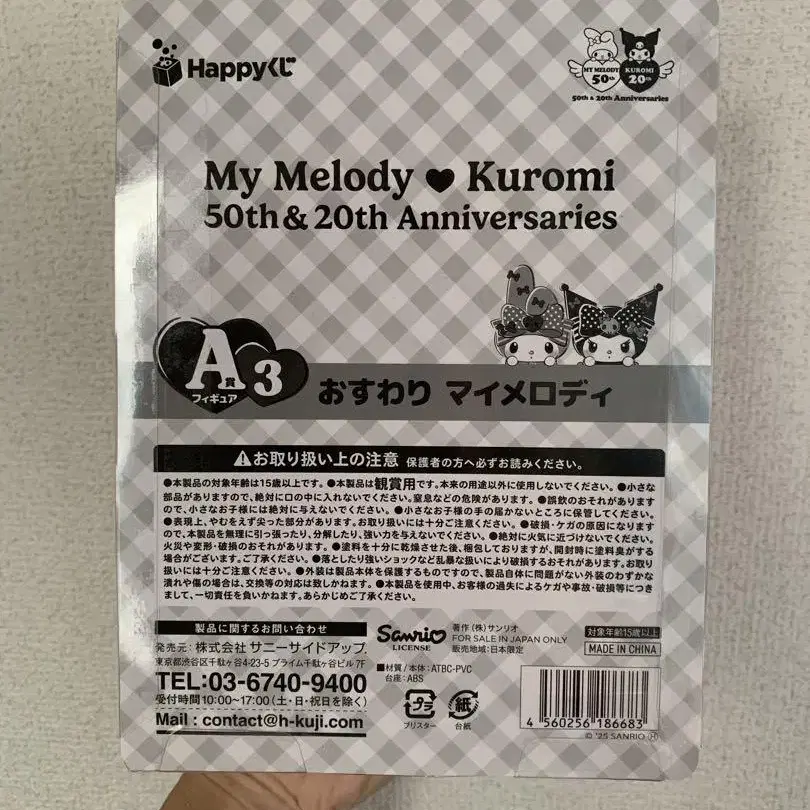 Happyくじ
MY MELODY 50th
KUROMI 20th
50th & 20th Anniversaries
My Melody ♥ Kuromi
50th & 20th Anniversaries
A賞 3
フィギュア
おすわり マイメロディ
⚠お取り扱い上の注意 保護者の方へ必ずお読みください。
●本製品の対象年齢は15歳以上です。●本製品は観賞用です。本来の用途以外に使用しないでください。●小さな
部品がありますので、絶対に口の中に入れないでください。窒息などの危険があります。●誤飲のおそれがあります
ので、小さなお子様には絶対に与えないでください。●小さなお子様の手の届かないところに保管してください。
●表現上、やむをえず尖った部分があります。お取り扱いには十分ご注意ください。●破損・ケガの原因になります
ので、本製品を無理に引っ張ったり、分解したり、強い力を与えないでください。●絶対に火気に近づけないでください。
火災や変形・破損のおそれがあります。●塗料を十分に乾燥させた後、梱包しておりますが、開封時に塗料臭がする
場合がございます。ご了承ください。●落としたり強いショックなど乱暴な扱いにより破損するおそれがあります。お取り
扱いには十分ご注意ください。●外装は製品本体を保護するものですので、製品自体に問題がない外装のわずかな
潰れや傷の場合は、交換等の対応は致しかねます。●本製品を使用中、お客様の過失によるケガや事故・破損等につき
まして、一切責任を負いかねます。あらかじめご了承ください。
製品に関するお問い合わせ
発売元:株式会社 サニーサイドアップ
東京都渋谷区千駄ヶ谷4-23-5 プライム千駄ヶ谷ビル 7F
TEL:03-6740-9400
受付時間10:00~17:00(土・日・祝日を除く)
Mail : contact@h-kuji.com
Sanrio
LICENSE
著作(株)サンリオ
FOR SALE IN JAPAN ONLY
販売地域:日本限定
■材質/本体:ATBC-PVC
台座:ABS
プラ
ブリスター
紙
台紙
対象年齢15歳以上
MADE IN CHINA
4 560256 186683
© '25 SANRIO Ⓗ